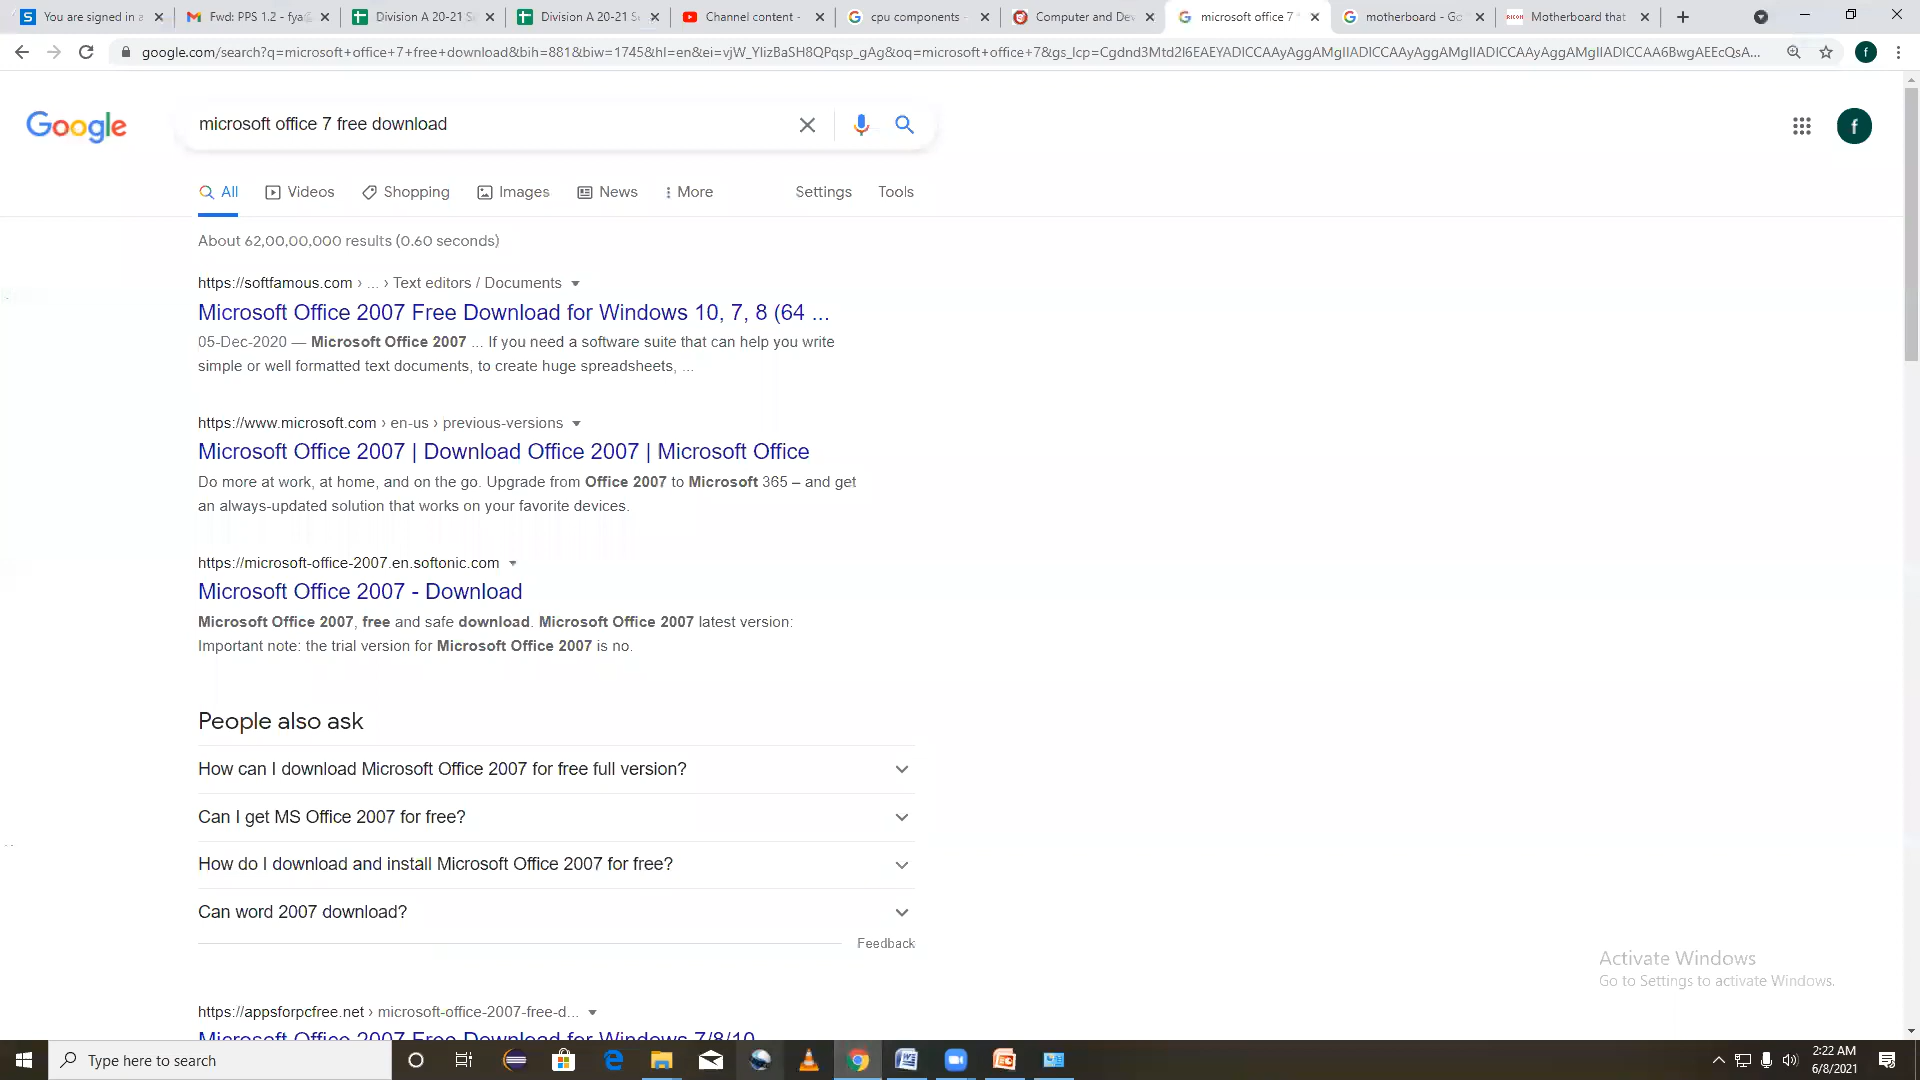 You are signed in a
Fwd: PPS 1.2 - fya
Division A 20-21 S
Division A 20-21 S
Channel content -
cpu components
Computer and De
microsoft office 7
motherboard - Go
Motherboard that
google.com/search?q=microsoft+office+7+free+download&bih=881&biw=1745&hl=en&ei=vjW_YIizBaSH8QPqsp_gAg&oq=microsoft+office+7&gs_lcp=Cgdnd3Mtd2l6EAEYADICCAAyAggAMgIIADICCAAyAggAMgIIADICCAAyAggAMgIIADICCAA6BwgAEEcQsA...
f
Google
microsoft office 7 free download
f
All
Videos
Shopping
Images
News
More
Settings
Tools
About 62,00,00,000 results (0.60 seconds)
https://softfamous.com › ... › Text editors / Documents
Microsoft Office 2007 Free Download for Windows 10, 7, 8 (64 ...
05-Dec-2020 — Microsoft Office 2007 ... If you need a software suite that can help you write
simple or well formatted text documents, to create huge spreadsheets, ...
https://www.microsoft.com › en-us › previous-versions
Microsoft Office 2007 | Download Office 2007 | Microsoft Office
Do more at work, at home, and on the go. Upgrade from Office 2007 to Microsoft 365 – and get
an always-updated solution that works on your favorite devices.
https://microsoft-office-2007.en.softonic.com
Microsoft Office 2007 - Download
Microsoft Office 2007, free and safe download. Microsoft Office 2007 latest version:
Important note: the trial version for Microsoft Office 2007 is no.
People also ask
How can I download Microsoft Office 2007 for free full version?
Can I get MS Office 2007 for free?
How do I download and install Microsoft Office 2007 for free?
Can word 2007 download?
Feedback
Activate Windows
Go to Settings to activate Windows.
https://appsforpcfree.net › microsoft-office-2007-free-d...
Microsoft Office 2007 Free Download for Windows 7/8/10
Type here to search
2:22 AM
6/8/2021